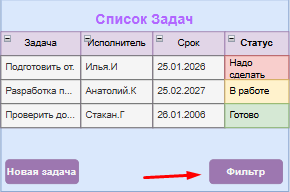 Список Задач
Задача Исполнитель Срок Статус
Подготовить от. Илья.И 25.01.2026 Надо сделать
Разработка п... Анатолий.К 25.02.2027 В работе
Проверить до... Стакан.Г 26.01.2006 Готово
Новая задача Фильтр